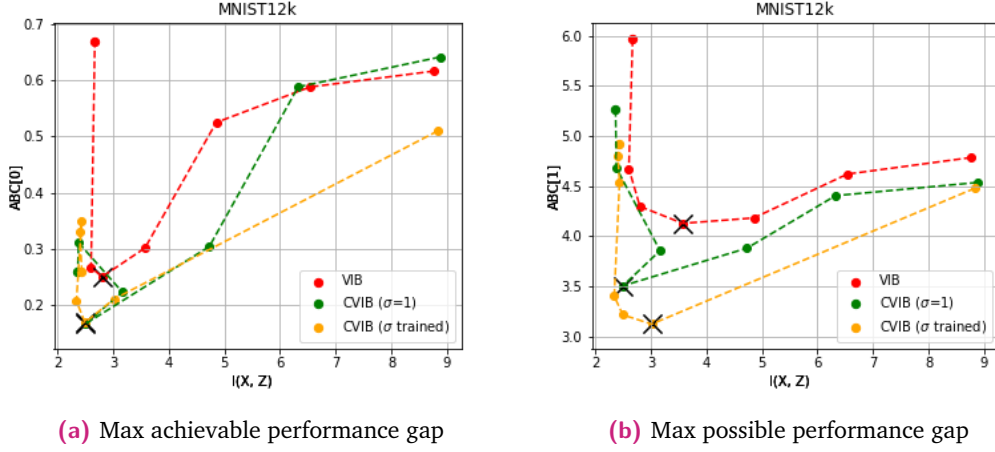 MNIST12k
0.7
0.6
0.5
0.4
0.3
0.2
ABC[0]
2 3 4 5 6 7 8 9
I(X, Z)
VIB
CVIB (σ=1)
CVIB (σ trained)
(a) Max achievable performance gap
MNIST12k
6.0
5.5
5.0
4.5
4.0
3.5
3.0
ABC[1]
2 3 4 5 6 7 8 9
I(X, Z)
VIB
CVIB (σ=1)
CVIB (σ trained)
(b) Max possible performance gap